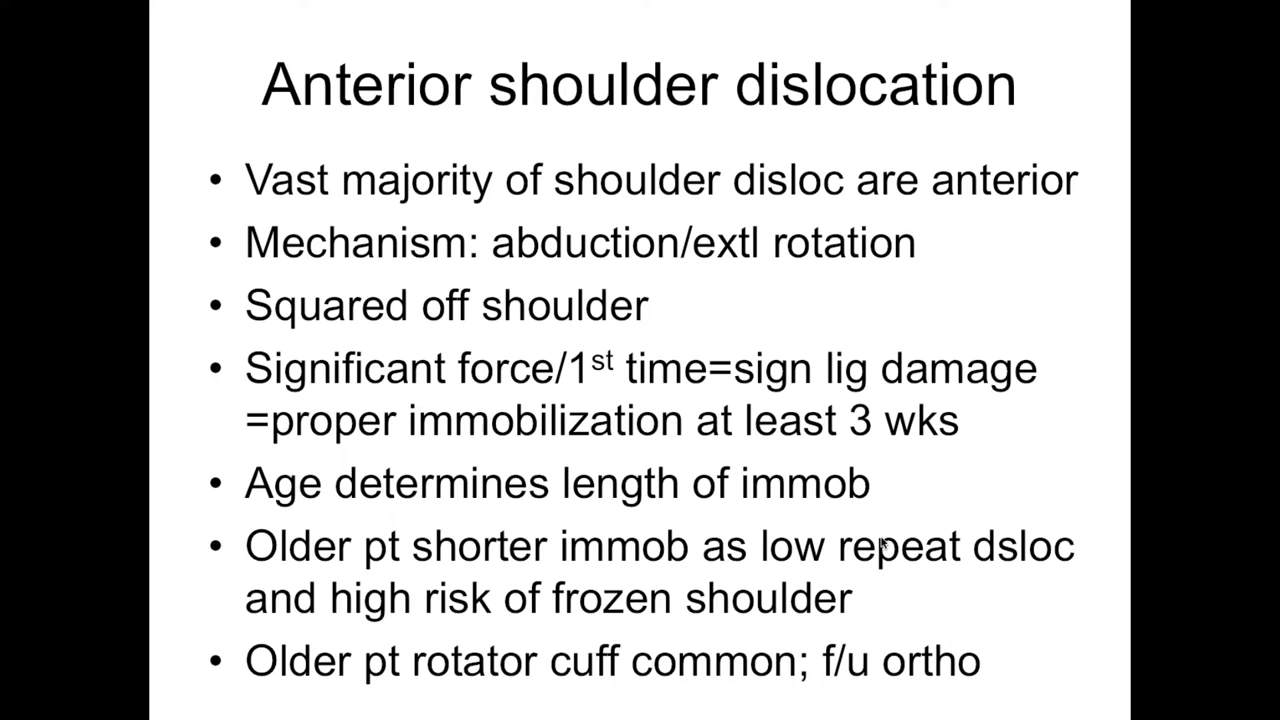 Anterior shoulder dislocation
• Vast majority of shoulder disloc are anterior
• Mechanism: abduction/extl rotation
• Squared off shoulder
• Significant force/1st time=sign lig damage
=proper immobilization at least 3 wks
• Age determines length of immob
• Older pt shorter immob as low repeat dsloc
and high risk of frozen shoulder
• Older pt rotator cuff common; f/u ortho